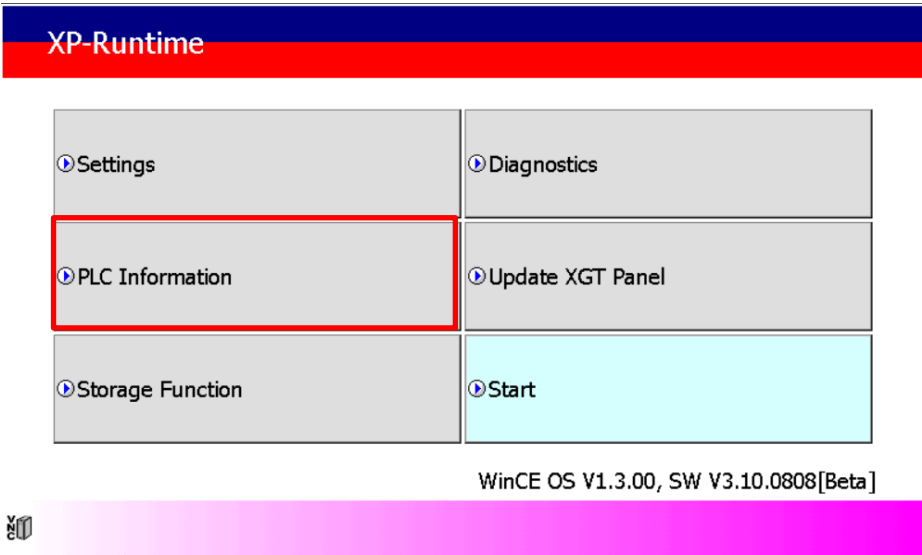 XP-Runtime
Settings
Diagnostics
PLC Information
Update XGT Panel
Storage Function
Start
WinCE OS V1.3.00, SW V3.10.0808[Beta]
VNC